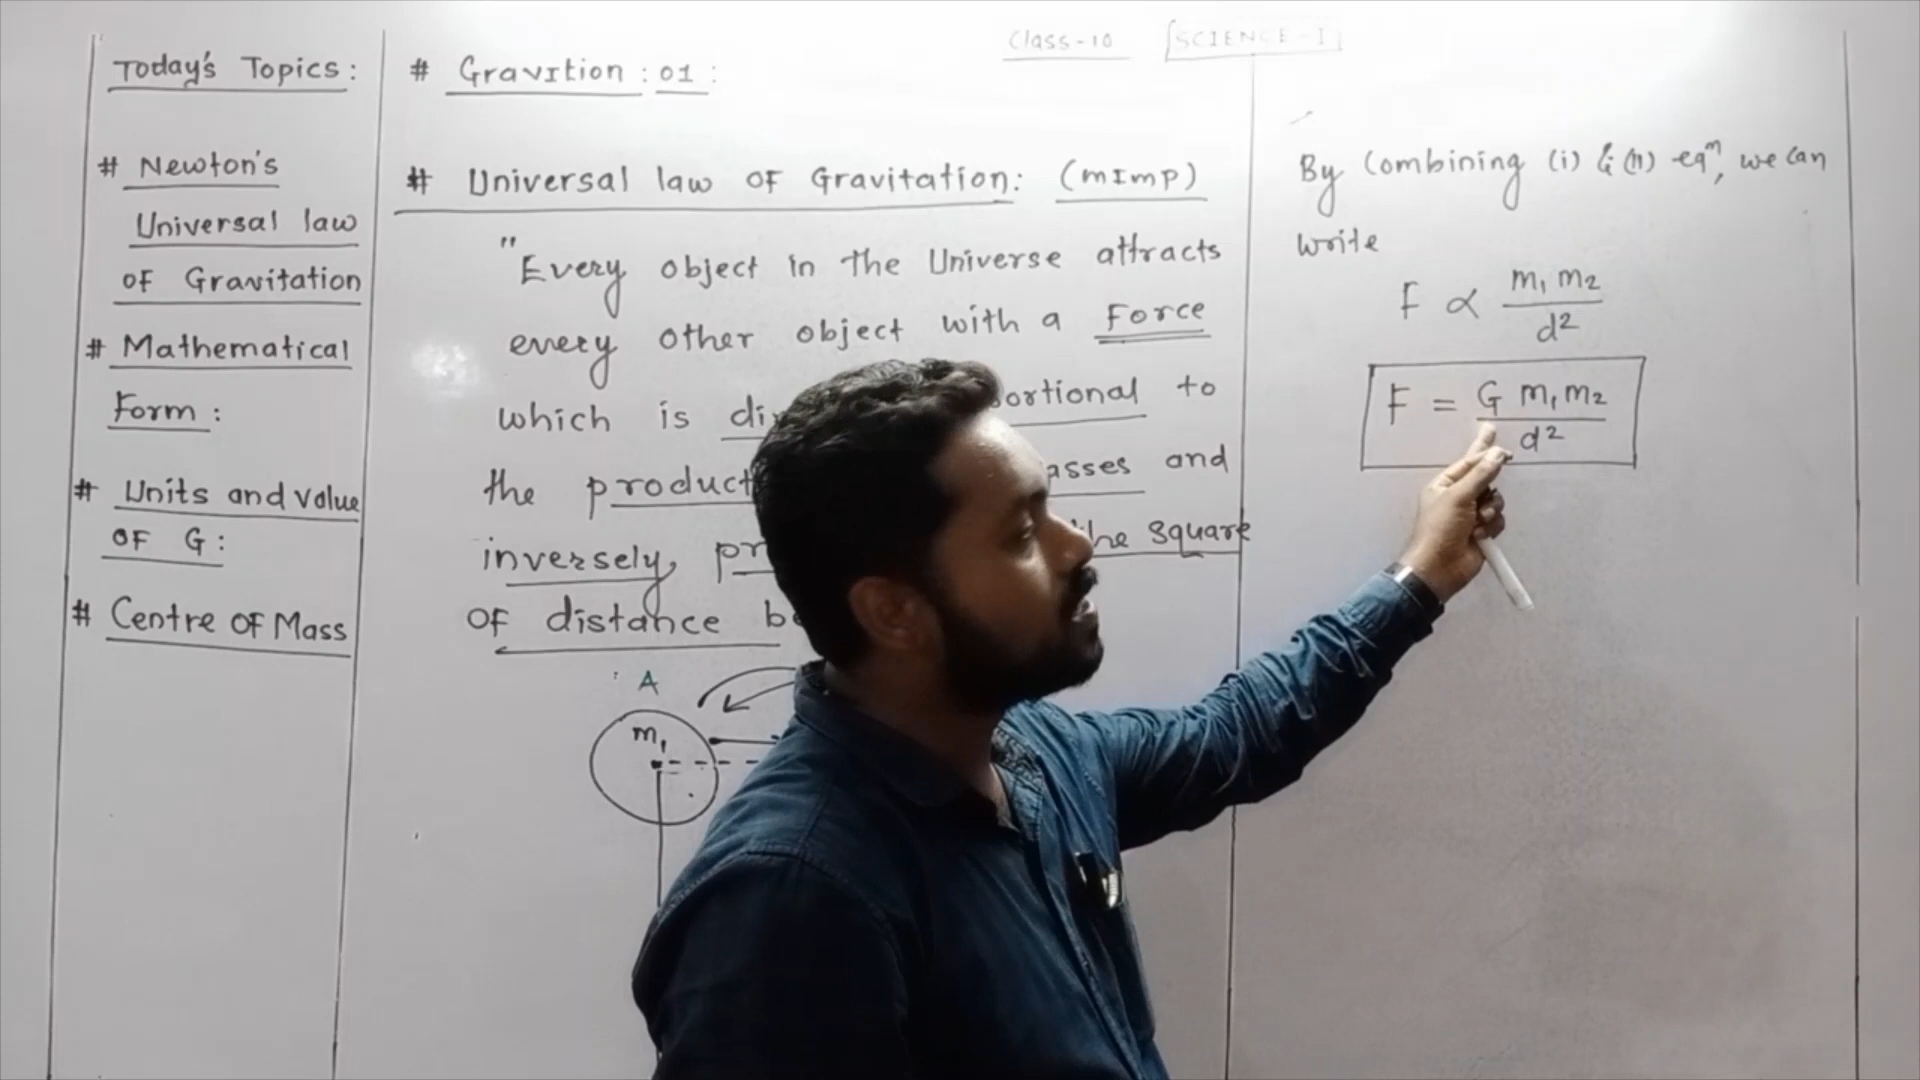 Class-10 SCIENCE-I
Today's Topics:
# Newton's
Universal law
of Gravitation
# Mathematical
Form:
# Units and value
of G:
# Centre of Mass
# Gravition : 01 :
# Universal law of Gravitation: (mImp)
"Every object in the Universe attracts
every other object with a Force
which is di ortional to
the product asses and
inversely pr the square
of distance be
A
m₁
By Combining (i) & (ii) eqⁿ, we can
write
F ∝ m₁ m₂ / d²
F = G m₁ m₂ / d²